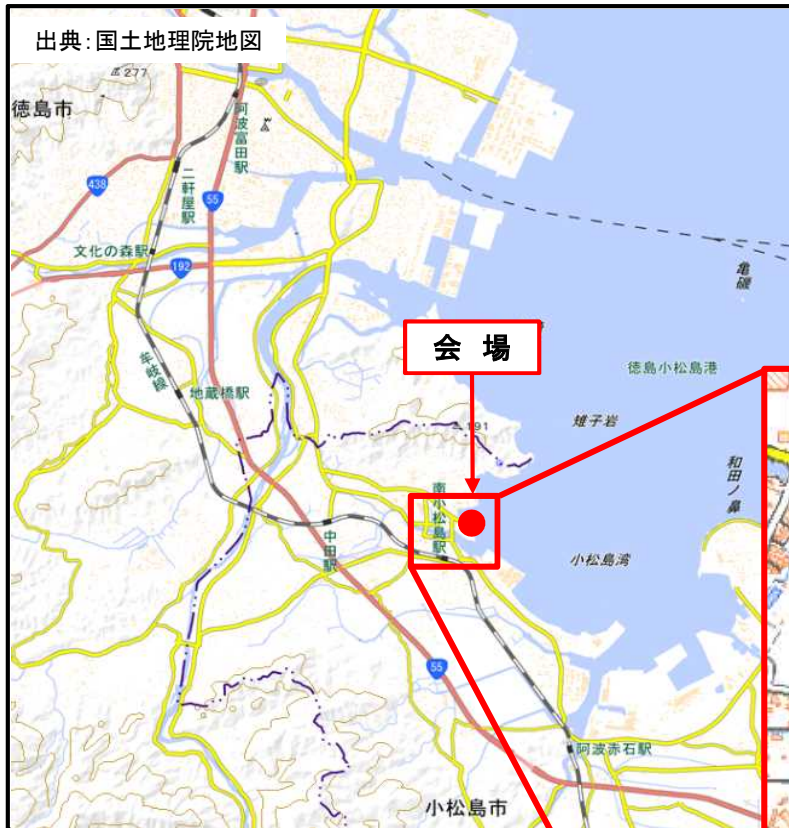 出典:国土地理院地図
277
徳島市
阿波富田駅
二軒屋駅
438
55
文化の森駅
192
亀磯
牟岐線
会 場
徳島小松島港
地蔵橋駅
191
雉子岩
和田ノ鼻
南小松島駅
中田駅
小松島湾
55
阿波赤石駅
小松島市